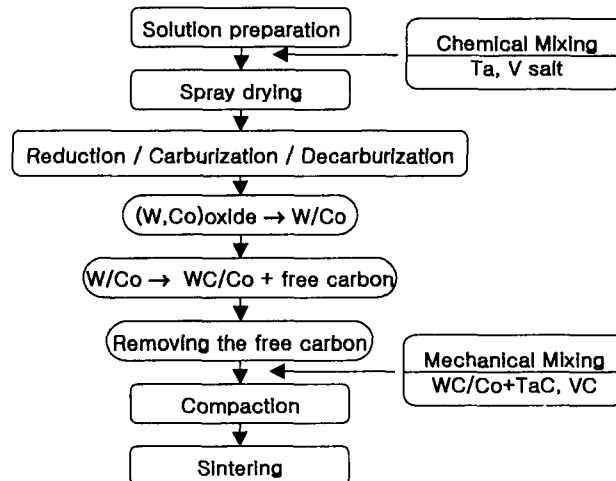 Solution preparation
Chemical Mixing
Ta, V salt
Spray drying
Reduction / Carburization / Decarburization
(W,Co)oxide → W/Co
W/Co → WC/Co + free carbon
Removing the free carbon
Mechanical Mixing
WC/Co+TaC, VC
Compaction
Sintering